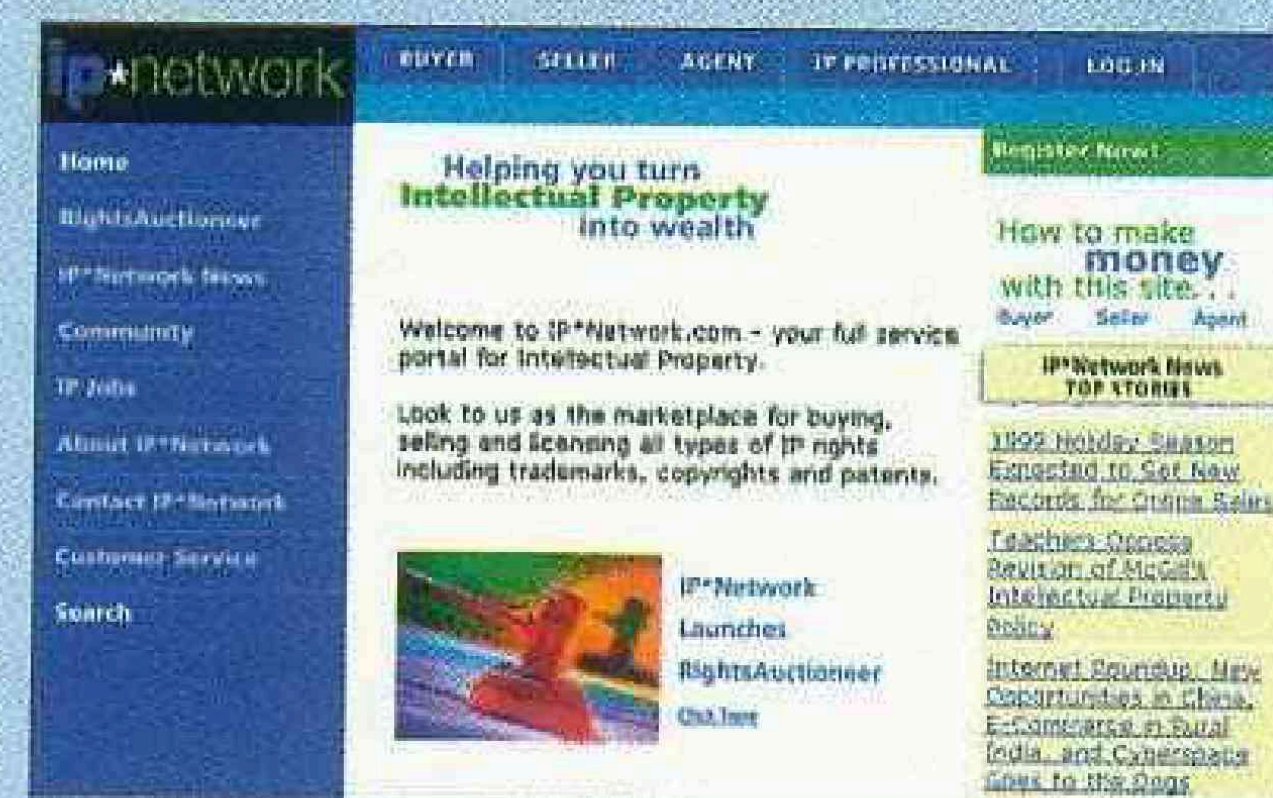 ip*network
BUYER SELLER AGENT IP PROFESSIONAL LOG IN
Home
RightsAuctioneer
IP*Network News
Community
IP Jobs
About IP*Network
Contact IP*Network
Customer Service
Search
Helping you turn
Intellectual Property
into wealth
Welcome to IP*Network.com - your full service
portal for Intellectual Property.
Look to us as the marketplace for buying,
selling and licensing all types of IP rights
including trademarks, copyrights and patents.
IP*Network
Launches
RightsAuctioneer
Click here
Register Now!
How to make
money
with this site. . .
Buyer Seller Agent
IP*Network News
TOP STORIES
1999 Holiday Season
Expected to Set New
Records for Online Sales
Teachers Oppose
Revision of McGill's
Intellectual Property
Policy
Internet Roundup: New
Opportunities in China,
E-Commerce in Rural
India, and Cyberspace
Goes to the Dogs